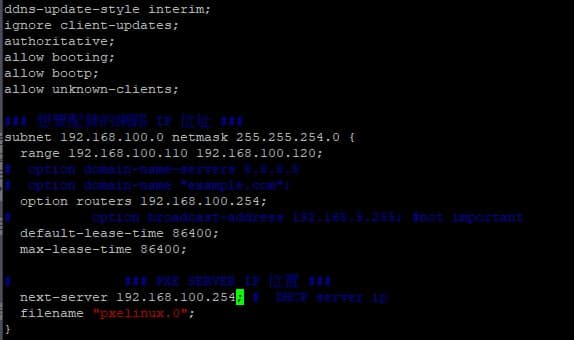 ddns-update-style interim;
ignore client-updates;
authoritative;
allow booting;
allow bootp;
allow unknown-clients;
### IP 位址 ###
subnet 192.168.100.0 netmask 255.255.254.0 {
range 192.168.100.110 192.168.100.120;
# option domain-name-servers 8.8.8.8
# option domain-name "example.com";
option routers 192.168.100.254;
# option broadcast-address 192.168.9.255; #not important
default-lease-time 86400;
max-lease-time 86400;
# ### PXE SERVER IP 位置 ###
next-server 192.168.100.254; # DHCP server ip
filename "pxelinux.0";
}